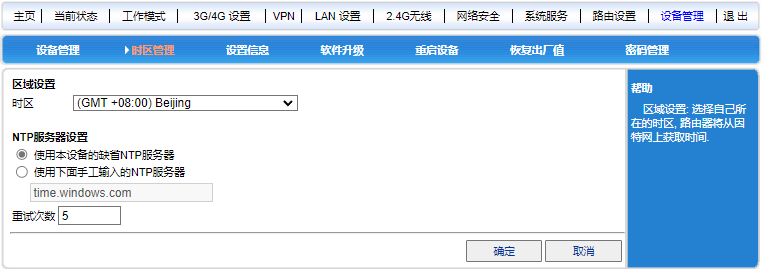 主页 当前状态 工作模式 3G/4G 设置 VPN LAN 设置 2.4G无线 网络安全 系统服务 路由设置 设备管理 退 出
设备管理 时区管理 设置信息 软件升级 重启设备 恢复出厂值 密码管理
区域设置
时区 (GMT +08:00) Beijing
NTP服务器设置
使用本设备的缺省NTP服务器
使用下面手工输入的NTP服务器
time.windows.com
重试次数 5
确定 取消
帮助
区域设置: 选择自己所
在的时区, 路由器将从因
特网上获取时间.